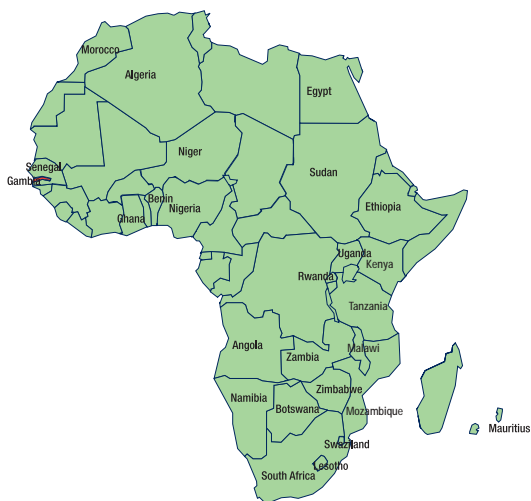 Morocco
Algeria
Egypt
Niger
Senegal
Sudan
Gambia
Benin
Nigeria
Ethiopia
Ghana
Uganda
Kenya
Rwanda
Tanzania
Angola
Malawi
Zambia
Zimbabwe
Namibia
Botswana
Mozambique
Mauritius
Swaziland
Lesotho
South Africa